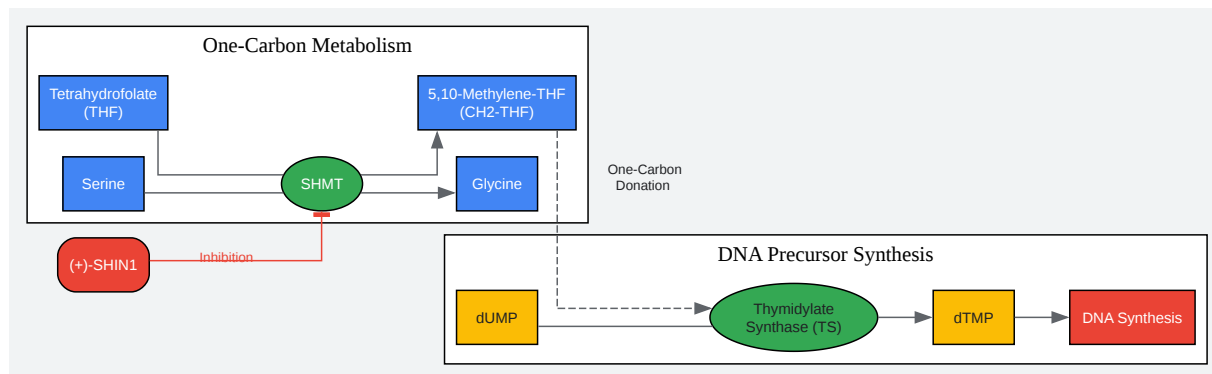 One-Carbon Metabolism
Tetrahydrofolate
(THF)
5,10-Methylene-THF
(CH2-THF)
Serine
SHMT
Glycine
One-Carbon
Donation
(+)-SHIN1
Inhibition
DNA Precursor Synthesis
dUMP
Thymidylate
Synthase (TS)
dTMP
DNA Synthesis